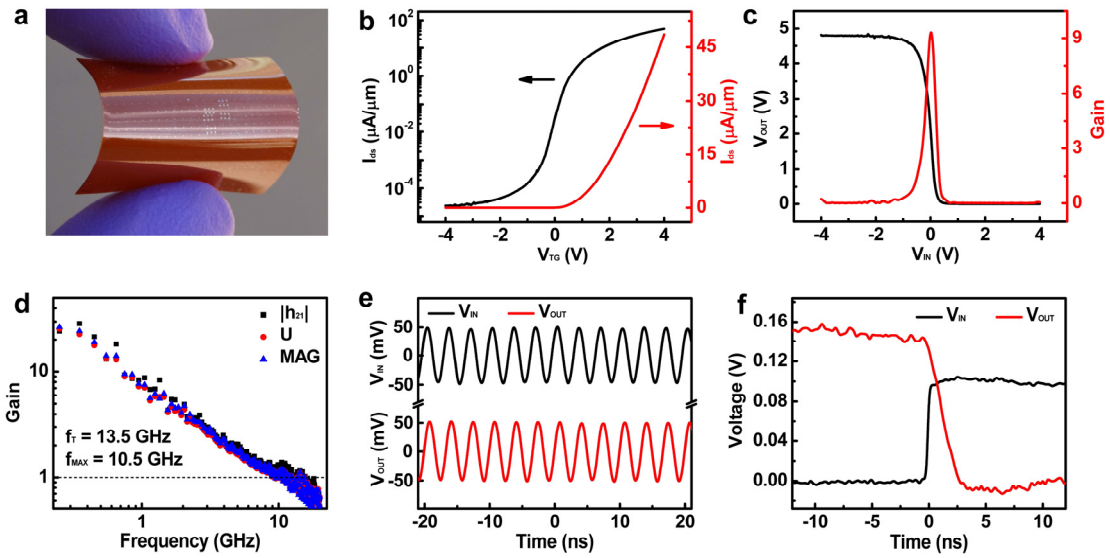 a
b
10²
10⁰
10⁻²
10⁻⁴
I_ds (µA/µm)
45
30
15
0
I_ds (µA/µm)
-4 -2 0 2 4
V_TG (V)
c
5
4
3
2
1
0
V_OUT (V)
9
6
3
0
Gain
-4 -2 0 2 4
V_IN (V)
d
|h₂₁|
U
MAG
10
1
Gain
f_T = 13.5 GHz
f_MAX = 10.5 GHz
1 10
Frequency (GHz)
e
V_IN V_OUT
50
0
-50
V_IN (mV)
50
0
-50
V_OUT (mV)
-20 -10 0 10 20
Time (ns)
f
V_IN V_OUT
0.16
0.12
0.08
0.04
0.00
Voltage (V)
-10 -5 0 5 10
Time (ns)